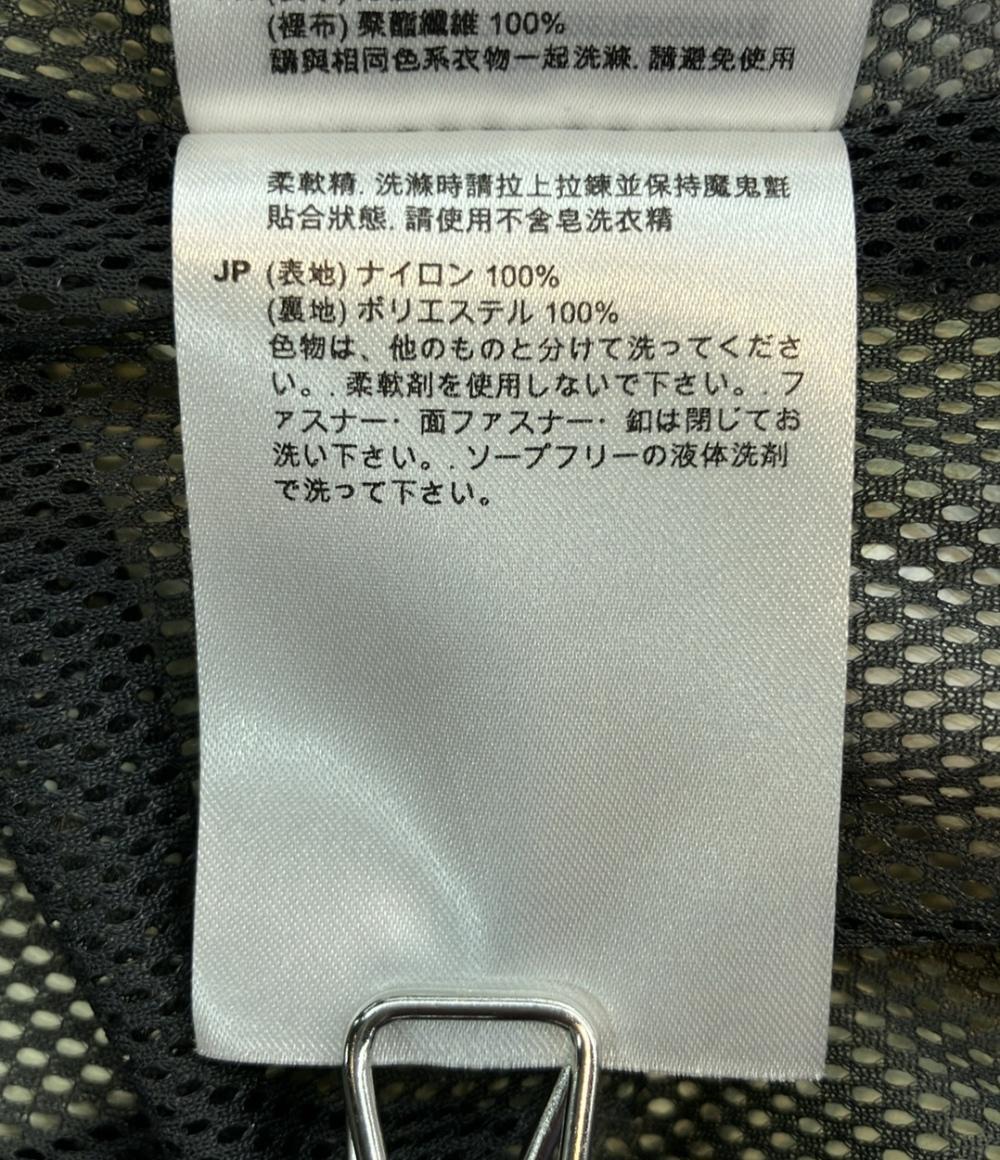 (裡布) 聚酯纖維 100%
請與相同色系衣物一起洗滌. 請避免使用
柔軟精. 洗滌時請拉上拉鍊並保持魔鬼氈
貼合狀態. 請使用不含皂洗衣精
JP (表地) ナイロン 100%
(裏地) ポリエステル 100%
色物は、他のものと分けて洗ってくださ
い。. 柔軟剤を使用しないで下さい。. フ
ァスナー· 面ファスナー· 釦は閉じてお
洗い下さい。. ソープフリーの液体洗剤
で洗って下さい。